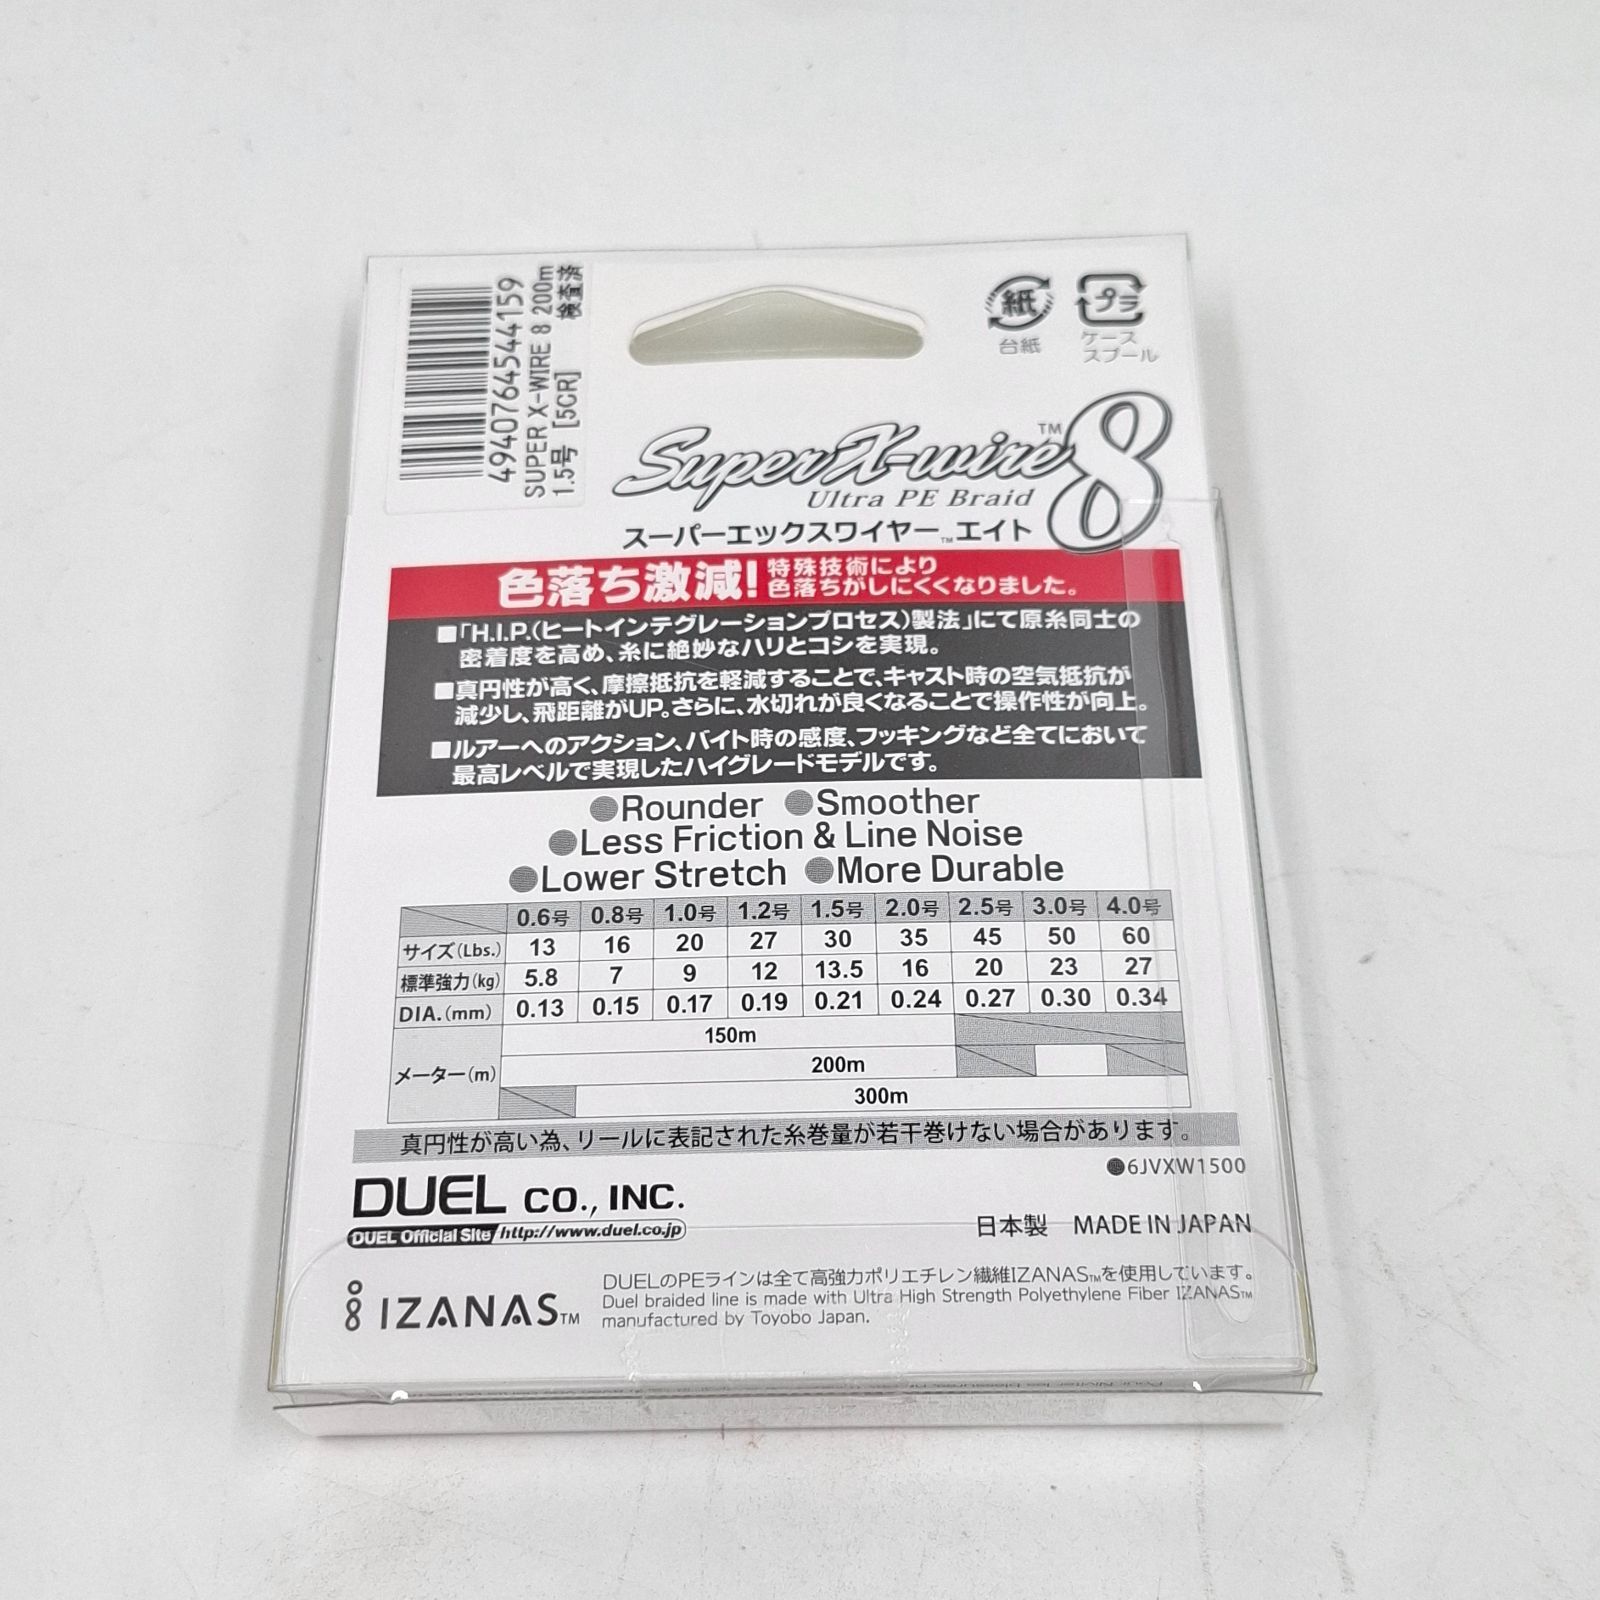 4940764544159
SUPER X-WIRE 8 200m
1.5号 [5CR] 検査済
紙
台紙
プラ
ケース
スプール
Super X-wire™ 8
Ultra PE Braid
スーパーエックスワイヤー™エイト
色落ち激減! 特殊技術により
色落ちがしにくくなりました。
■「H.I.P.(ヒートインテグレーションプロセス)製法」にて原糸同士の
密着度を高め、糸に絶妙なハリとコシを実現。
■真円性が高く、摩擦抵抗を軽減することで、キャスト時の空気抵抗が
減少し、飛距離がUP。さらに、水切れが良くなることで操作性が向上。
■ルアーへのアクション、バイト時の感度、フッキングなど全てにおいて
最高レベルで実現したハイグレードモデルです。
●Rounder ●Smoother
●Less Friction & Line Noise
●Lower Stretch ●More Durable
0.6号 0.8号 1.0号 1.2号 1.5号 2.0号 2.5号 3.0号 4.0号
サイズ(Lbs.) 13 16 20 27 30 35 45 50 60
標準強力(kg) 5.8 7 9 12 13.5 16 20 23 27
DIA.(mm) 0.13 0.15 0.17 0.19 0.21 0.24 0.27 0.30 0.34
150m
メーター(m) 200m
300m
真円性が高い為、リールに表記された糸巻量が若干巻けない場合があります。
●6JVXW1500
DUEL CO., INC.
DUEL Official Site http://www.duel.co.jp
日本製 MADE IN JAPAN
IZANAS™
DUELのPEラインは全て高強力ポリエチレン繊維IZANAS™を使用しています。
Duel braided line is made with Ultra High Strength Polyethylene Fiber IZANAS™
manufactured by Toyobo Japan.